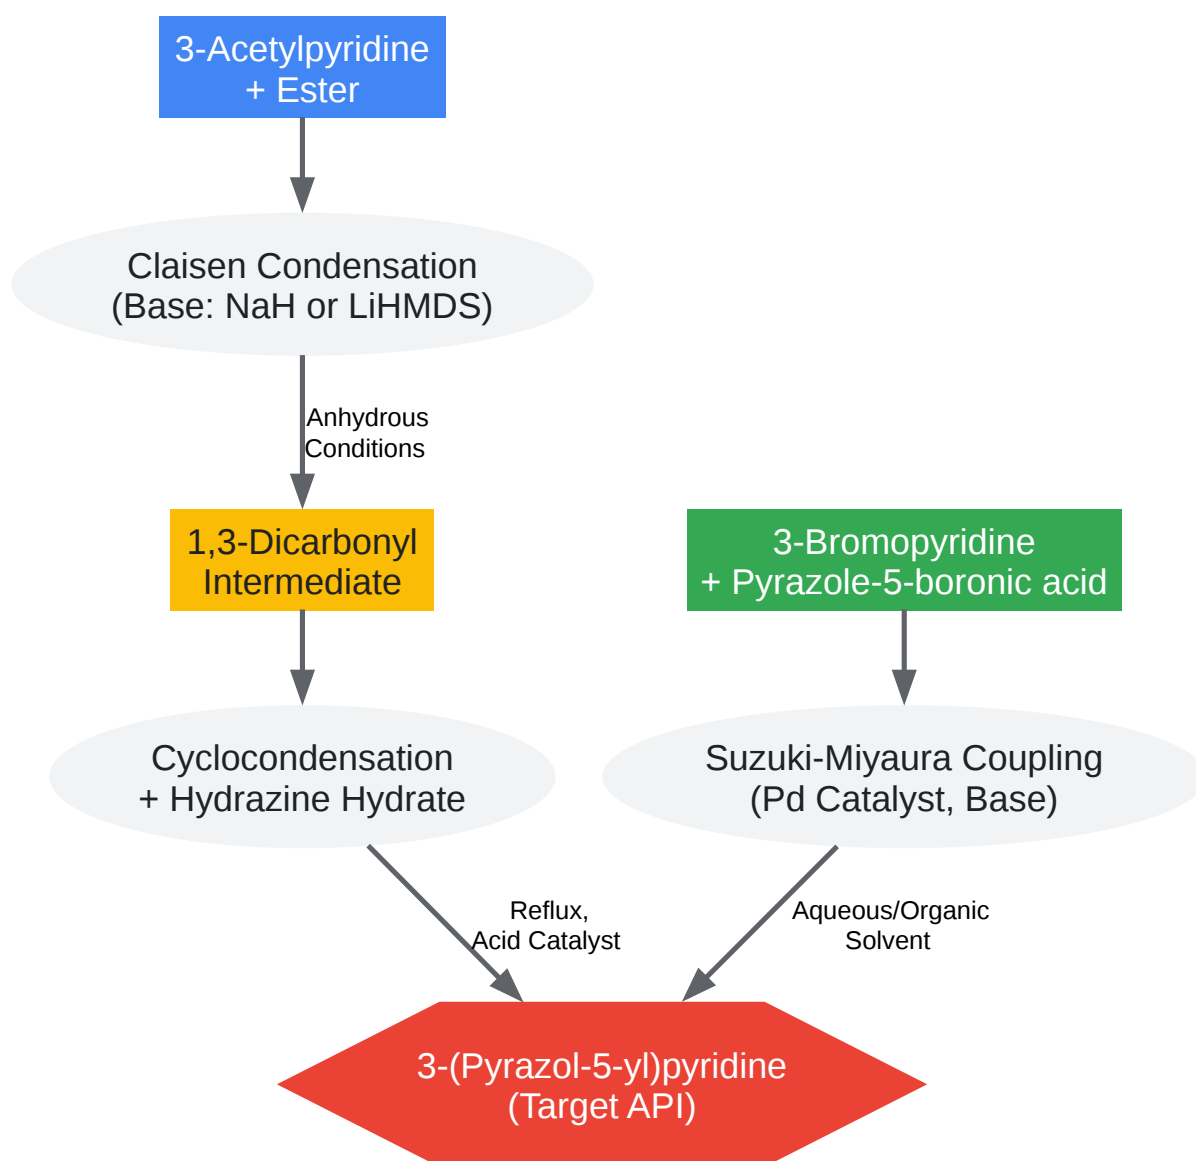 3-Acetylpyridine
+ Ester
Claisen Condensation
(Base: NaH or LiHMDS)
Anhydrous
Conditions
1,3-Dicarbonyl
Intermediate
3-Bromopyridine
+ Pyrazole-5-boronic acid
Cyclocondensation
+ Hydrazine Hydrate
Suzuki-Miyaura Coupling
(Pd Catalyst, Base)
Reflux,
Acid Catalyst
Aqueous/Organic
Solvent
3-(Pyrazol-5-yl)pyridine
(Target API)